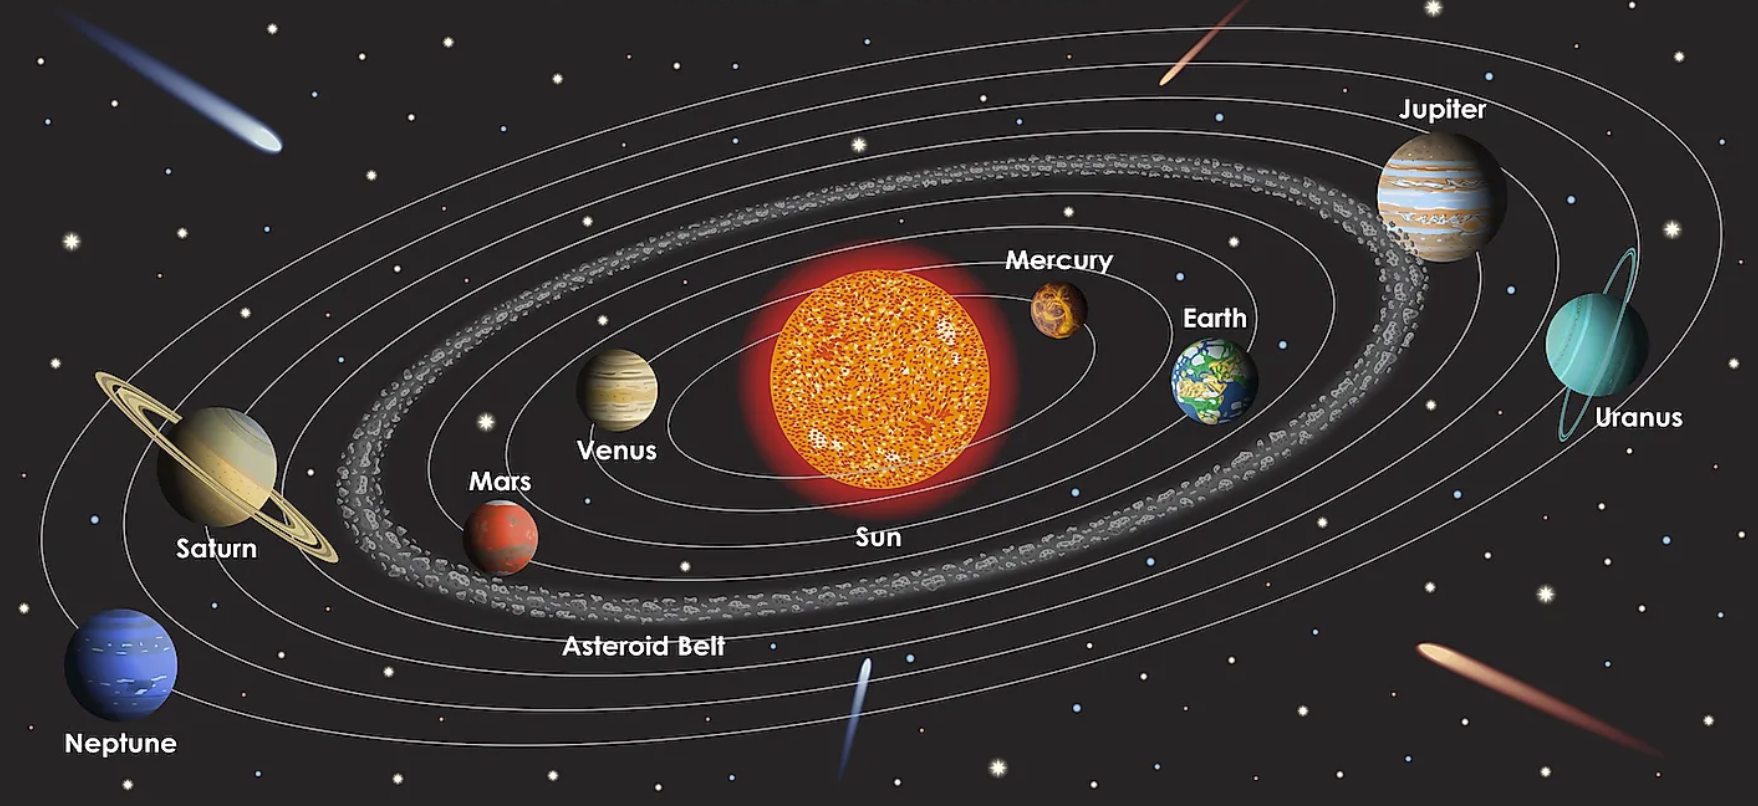 Jupiter
Mercury
Earth
Uranus
Venus
Mars
Sun
Saturn
Asteroid Belt
Neptune